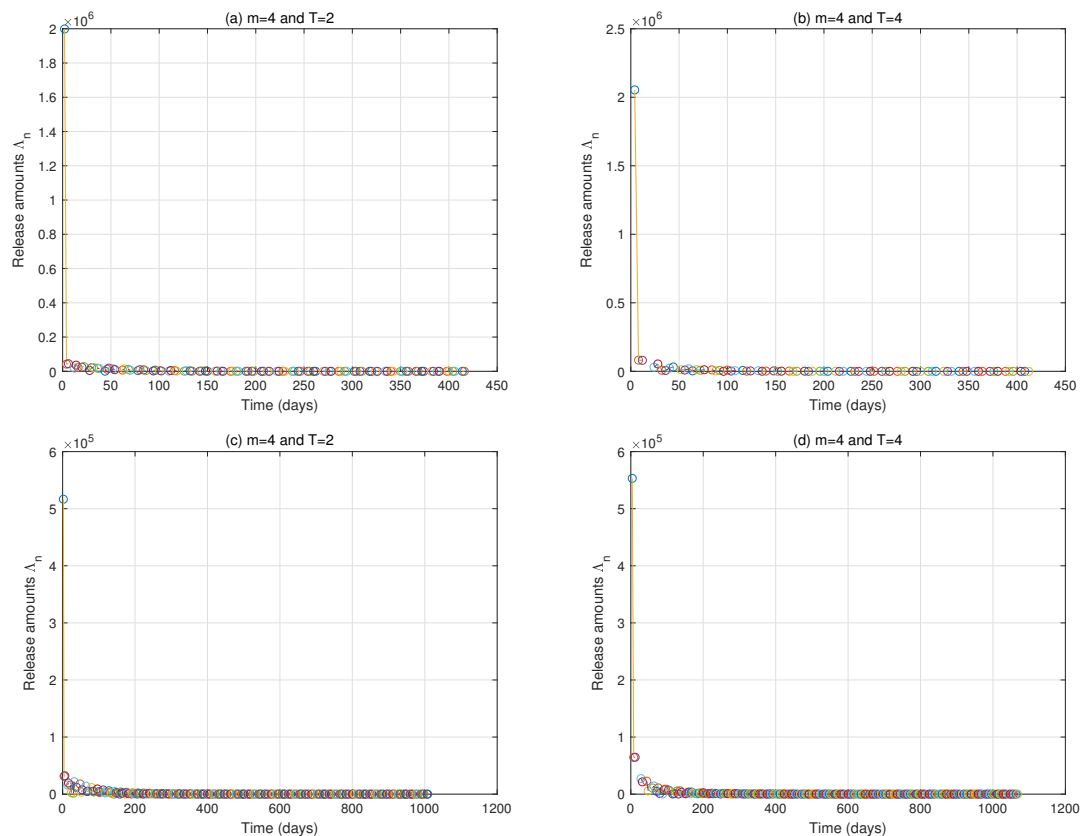 (a) m=4 and T=2
×10^6
2
1.8
1.6
1.4
1.2
1
0.8
0.6
0.4
0.2
0
Release amounts Λ_n
0 50 100 150 200 250 300 350 400 450
Time (days)
(b) m=4 and T=4
×10^6
2.5
2
1.5
1
0.5
0
Release amounts Λ_n
0 50 100 150 200 250 300 350 400 450
Time (days)
(c) m=4 and T=2
×10^5
6
5
4
3
2
1
0
Release amounts Λ_n
0 200 400 600 800 1000 1200
Time (days)
(d) m=4 and T=4
×10^5
6
5
4
3
2
1
0
Release amounts Λ_n
0 200 400 600 800 1000 1200
Time (days)